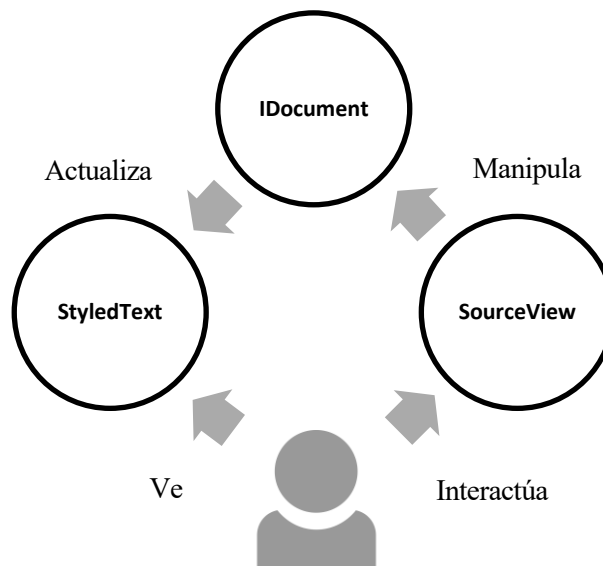 IDocument
Actualiza
Manipula
StyledText
SourceView
Ve
Interactúa